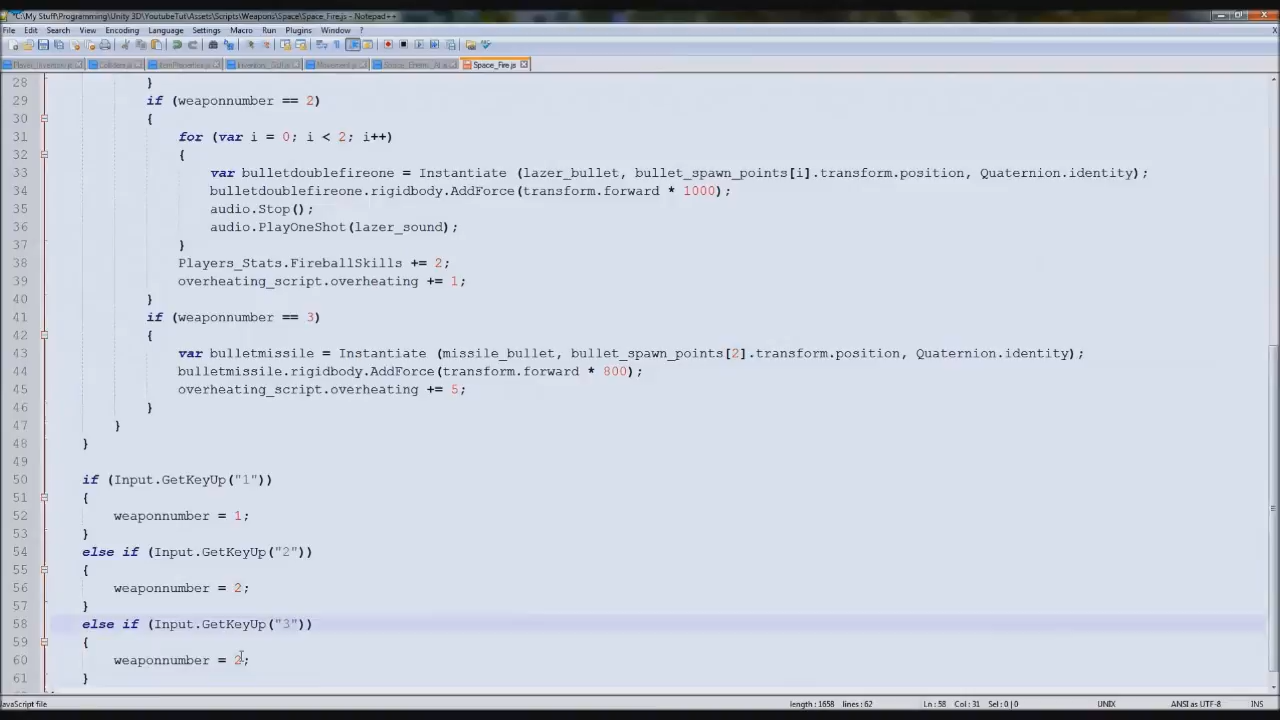 *C:\My Stuff\Programming\Unity 3D\YoutubeTut\Assets\Scripts\Weapons\Space\Space_Fire.js - Notepad++
File Edit Search View Encoding Language Settings Macro Run Plugins Window ?
Player_Inventory.js Movement.js Space_Enemy_AI.js Space_Fire.js
28 }
29 if (weaponnumber == 2)
30 {
31 for (var i = 0; i < 2; i++)
32 {
33 var bulletdoublefireone = Instantiate (lazer_bullet, bullet_spawn_points[i].transform.position, Quaternion.identity);
34 bulletdoublefireone.rigidbody.AddForce(transform.forward * 1000);
35 audio.Stop();
36 audio.PlayOneShot(lazer_sound);
37 }
38 Players_Stats.FireballSkills += 2;
39 overheating_script.overheating += 1;
40 }
41 if (weaponnumber == 3)
42 {
43 var bulletmissile = Instantiate (missile_bullet, bullet_spawn_points[2].transform.position, Quaternion.identity);
44 bulletmissile.rigidbody.AddForce(transform.forward * 800);
45 overheating_script.overheating += 5;
46 }
47 }
48 }
49
50 if (Input.GetKeyUp("1"))
51 {
52 weaponnumber = 1;
53 }
54 else if (Input.GetKeyUp("2"))
55 {
56 weaponnumber = 2;
57 }
58 else if (Input.GetKeyUp("3"))
59 {
60 weaponnumber = 2;
61 }
JavaScript file length : 1658 lines : 62 Ln : 58 Col : 31 Sel : 0 | 0 UNIX ANSI as UTF-8 INS